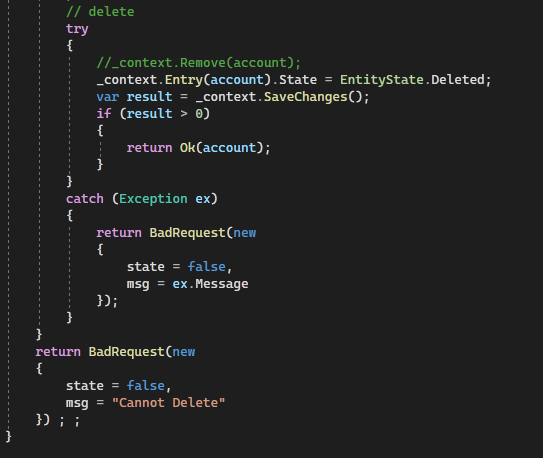 // delete
try
{
//_context.Remove(account);
_context.Entry(account).State = EntityState.Deleted;
var result = _context.SaveChanges();
if (result > 0)
{
return Ok(account);
}
}
catch (Exception ex)
{
return BadRequest(new
{
state = false,
msg = ex.Message
});
}
}
return BadRequest(new
{
state = false,
msg = "Cannot Delete"
}) ; ;
}